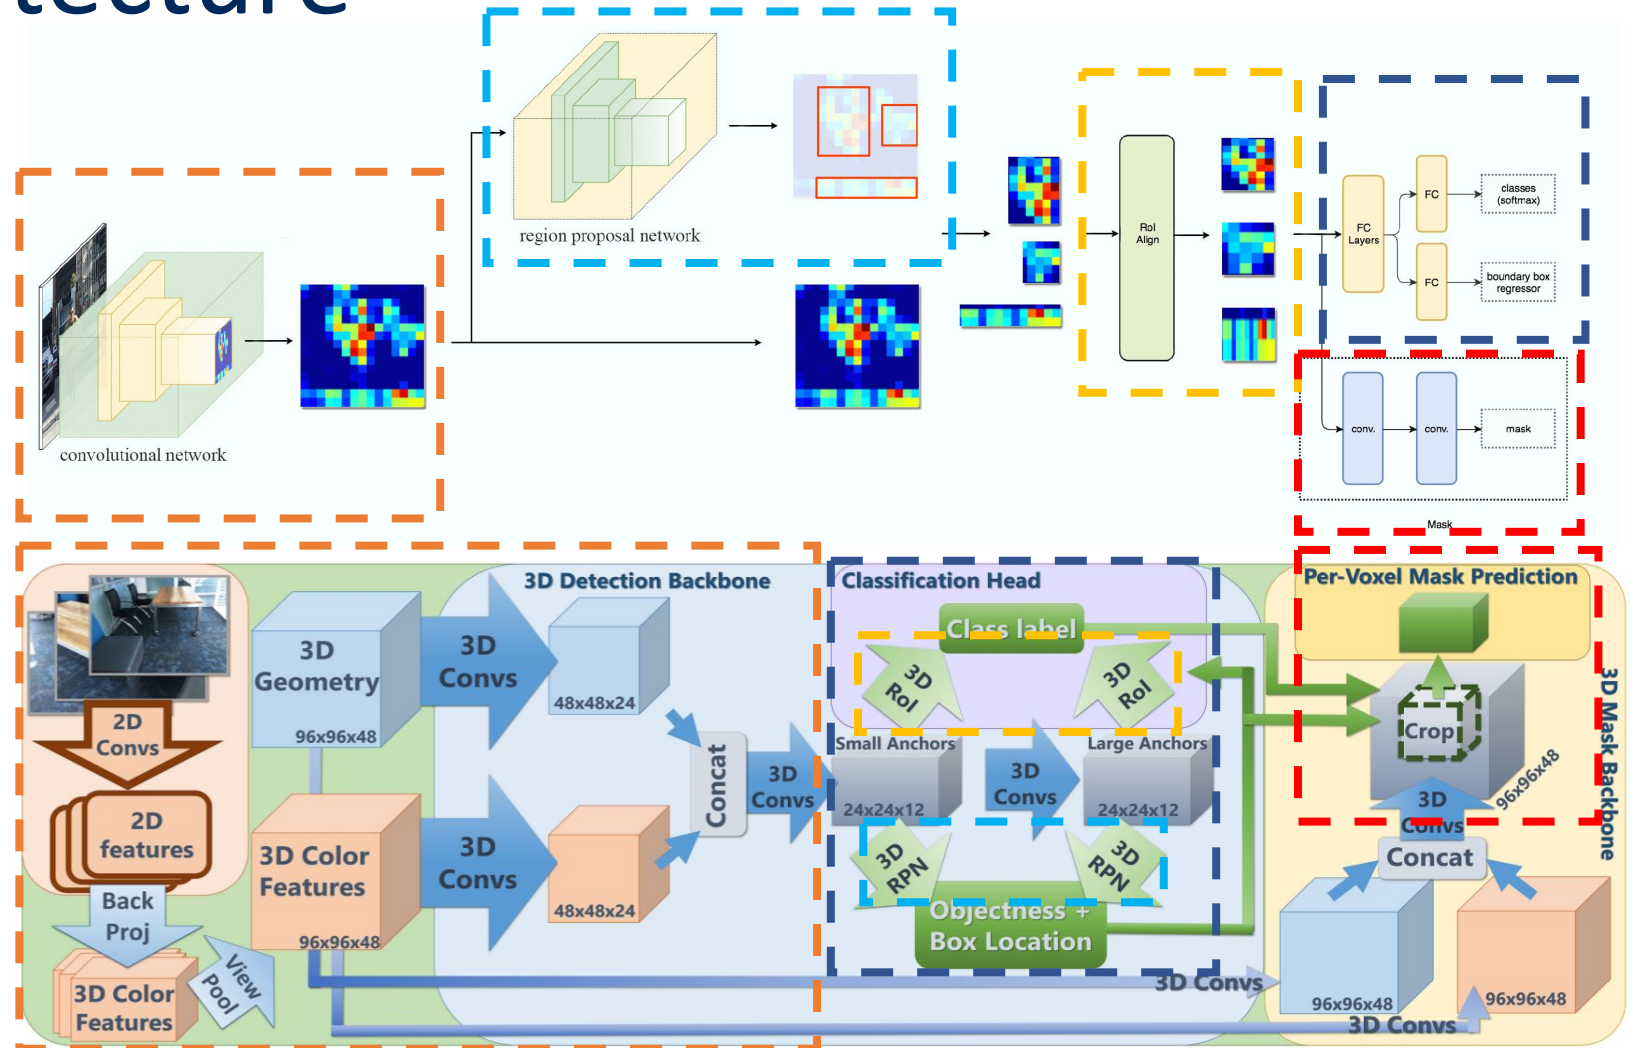 tecture
region proposal network
convolutional network
RoI
Align
FC
Layers
FC
classes
(softmax)
FC
boundary box
regressor
conv.
conv.
mask
Mask
3D Detection Backbone
Classification Head
Per-Voxel Mask Prediction
3D
Geometry
96x96x48
3D
Convs
48x48x24
2D
Convs
2D
features
Back
Proj
3D Color
Features
View
Pool
3D Color
Features
96x96x48
3D
Convs
48x48x24
Concat
3D
Convs
Class label
3D
RoI
3D
RoI
Small Anchors
24x24x12
3D
Convs
Large Anchors
24x24x12
3D
RPN
3D
RPN
Objectness +
Box Location
Crop
96x96x48
3D Mask Backbone
3D
Convs
Concat
96x96x48
96x96x48
3D Convs
3D Convs